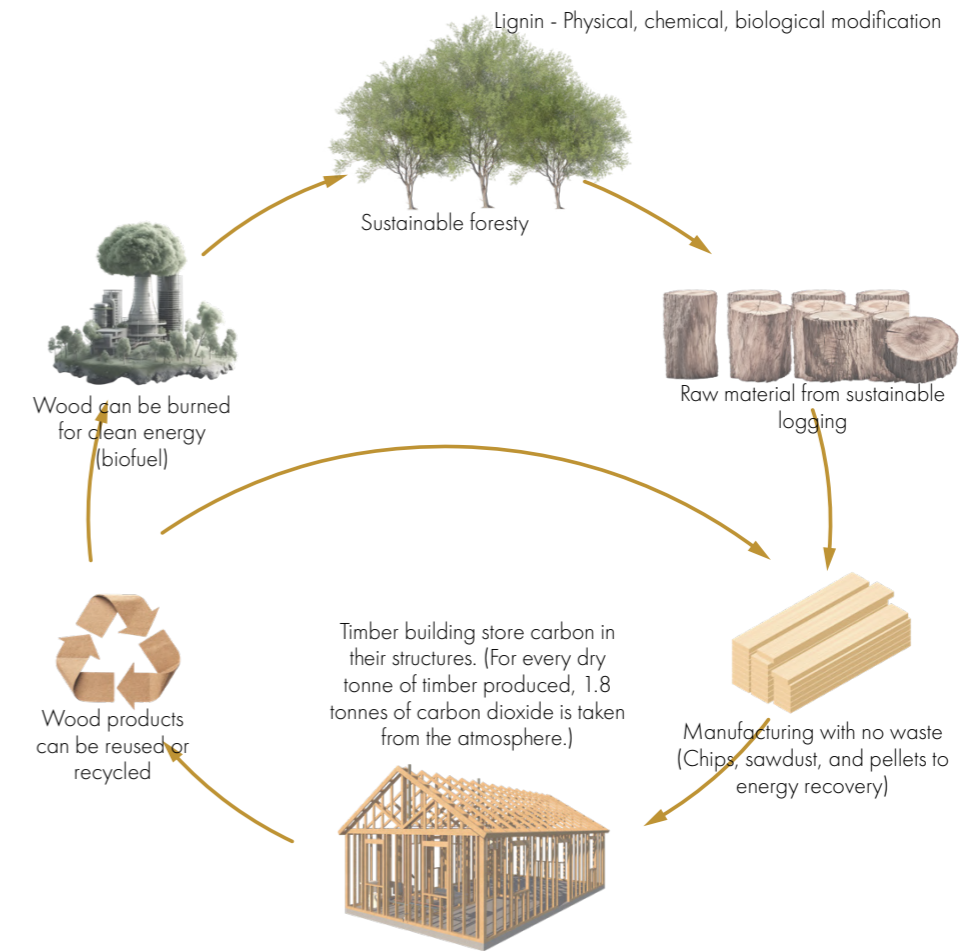 Lignin - Physical, chemical, biological modification
Sustainable foresty
Raw material from sustainable
logging
Wood can be burned
for clean energy
(biofuel)
Timber building store carbon in
their structures. (For every dry
tonne of timber produced, 1.8
tonnes of carbon dioxide is taken
from the atmosphere.)
Manufacturing with no waste
(Chips, sawdust, and pellets to
energy recovery)
Wood products
can be reused or
recycled